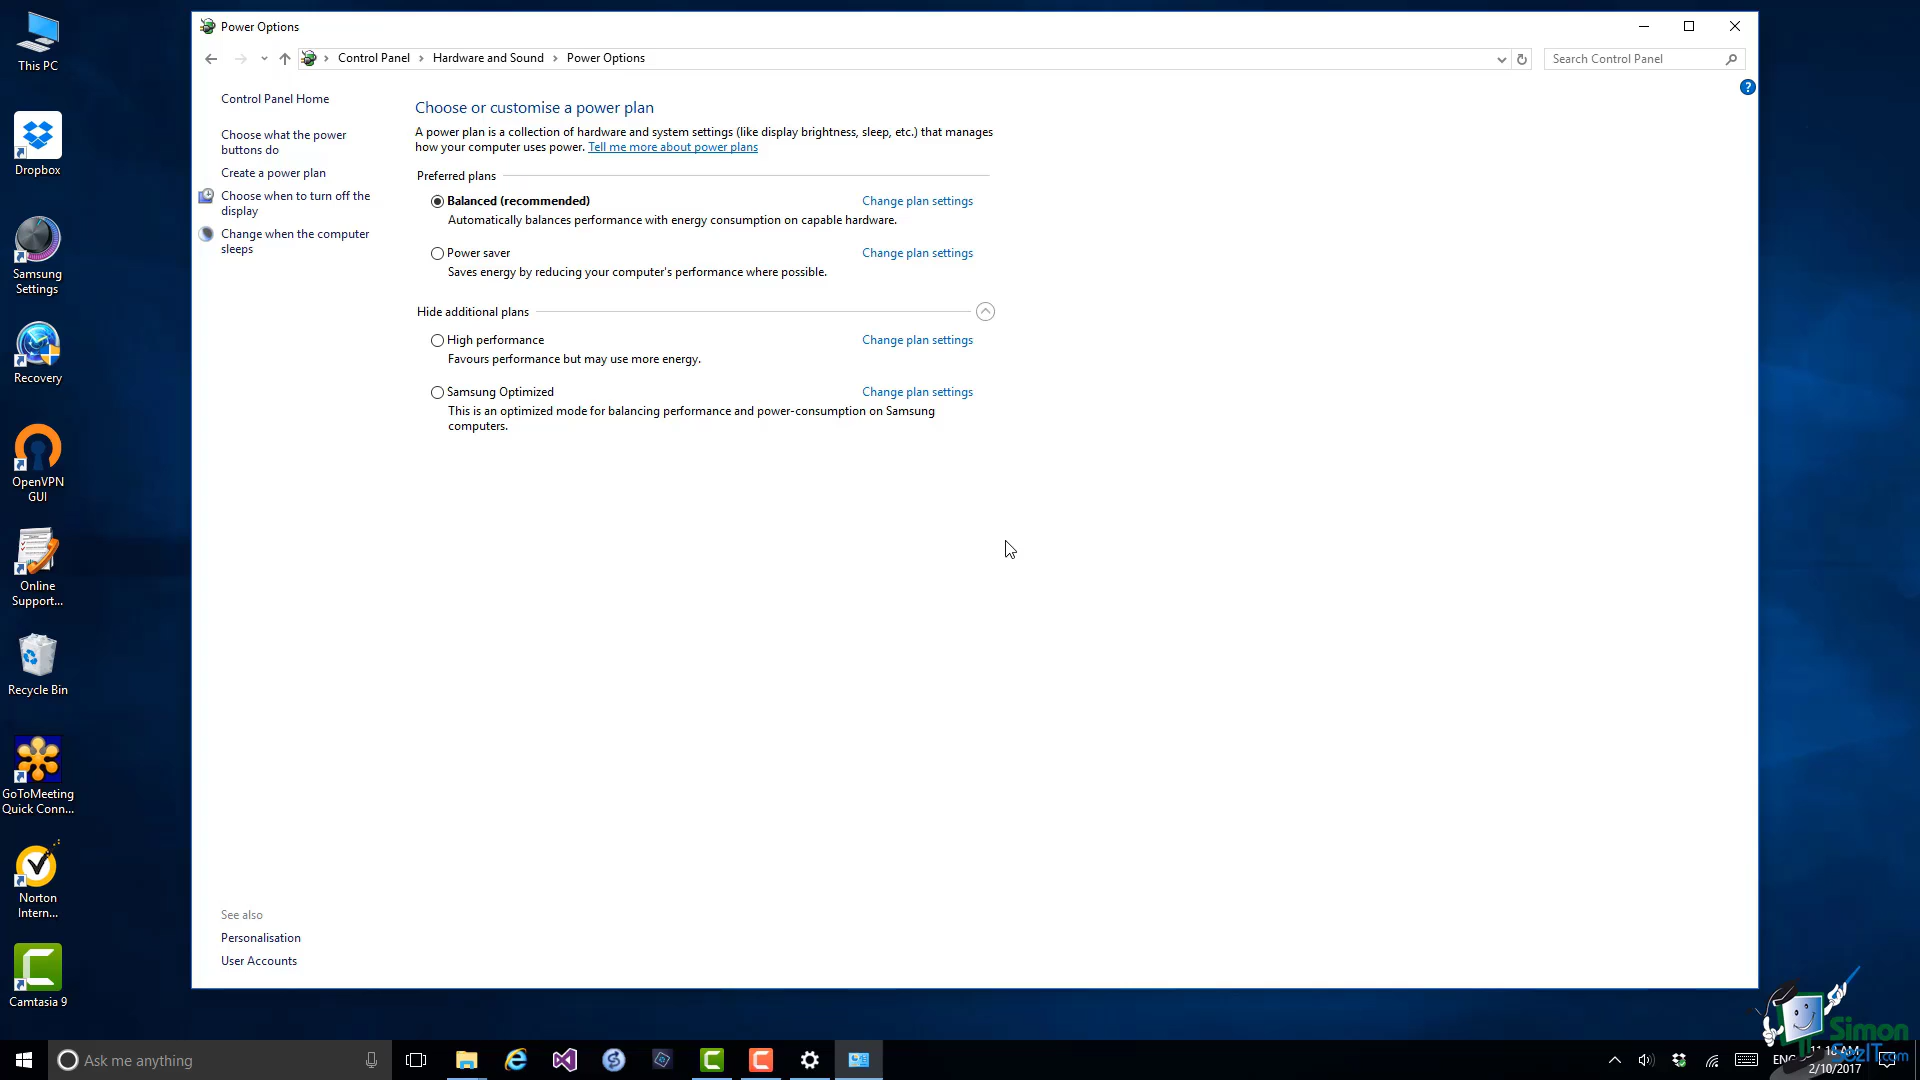 Power Options
Control Panel
Hardware and Sound
Power Options
Search Control Panel
?
Control Panel Home
Choose what the power
buttons do
Create a power plan
Choose when to turn off the
display
Change when the computer
sleeps
Choose or customise a power plan
A power plan is a collection of hardware and system settings (like display brightness, sleep, etc.) that manages
how your computer uses power. Tell me more about power plans
Preferred plans
Balanced (recommended) Change plan settings
Automatically balances performance with energy consumption on capable hardware.
Power saver Change plan settings
Saves energy by reducing your computer's performance where possible.
Hide additional plans
High performance Change plan settings
Favours performance but may use more energy.
Samsung Optimized Change plan settings
This is an optimized mode for balancing performance and power-consumption on Samsung
computers.
See also
Personalisation
User Accounts
This PC
Dropbox
Samsung
Settings
Recovery
OpenVPN
GUI
Online
Support...
Recycle Bin
GoToMeeting
Quick Conn...
Norton
Intern...
Camtasia 9
Ask me anything
ENG
2/10/2017
Simon
SezIT.com